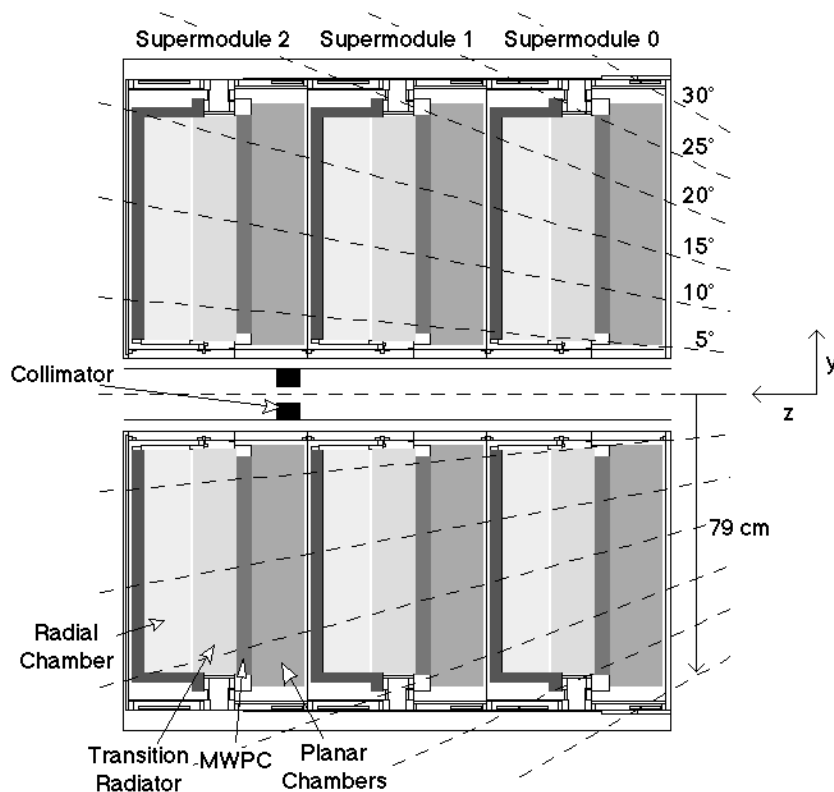 Supermodule 2
Supermodule 1
Supermodule 0
30°
25°
20°
15°
10°
5°
Collimator
y
z
79 cm
Radial
Chamber
Transition
Radiator
MWPC
Planar
Chambers